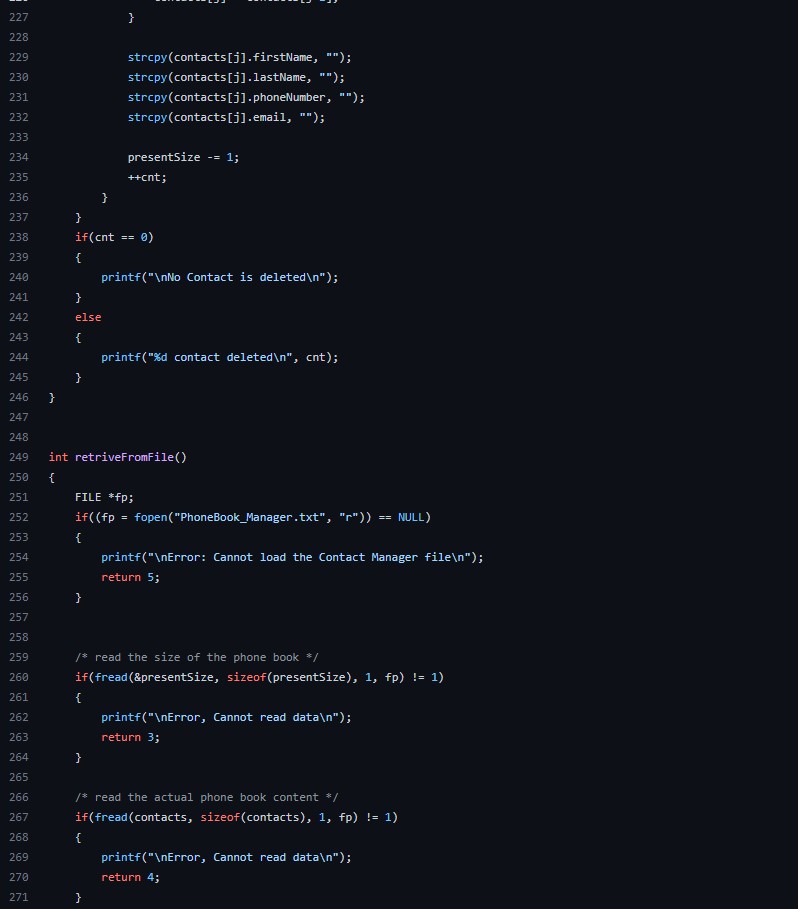 227 }
228
229 strcpy(contacts[j].firstName, "");
230 strcpy(contacts[j].lastName, "");
231 strcpy(contacts[j].phoneNumber, "");
232 strcpy(contacts[j].email, "");
233
234 presentSize -= 1;
235 ++cnt;
236 }
237 }
238 if(cnt == 0)
239 {
240 printf("\nNo Contact is deleted\n");
241 }
242 else
243 {
244 printf("%d contact deleted\n", cnt);
245 }
246 }
247
248
249 int retriveFromFile()
250 {
251 FILE *fp;
252 if((fp = fopen("PhoneBook_Manager.txt", "r")) == NULL)
253 {
254 printf("\nError: Cannot load the Contact Manager file\n");
255 return 5;
256 }
257
258
259 /* read the size of the phone book */
260 if(fread(&presentSize, sizeof(presentSize), 1, fp) != 1)
261 {
262 printf("\nError, Cannot read data\n");
263 return 3;
264 }
265
266 /* read the actual phone book content */
267 if(fread(contacts, sizeof(contacts), 1, fp) != 1)
268 {
269 printf("\nError, Cannot read data\n");
270 return 4;
271 }